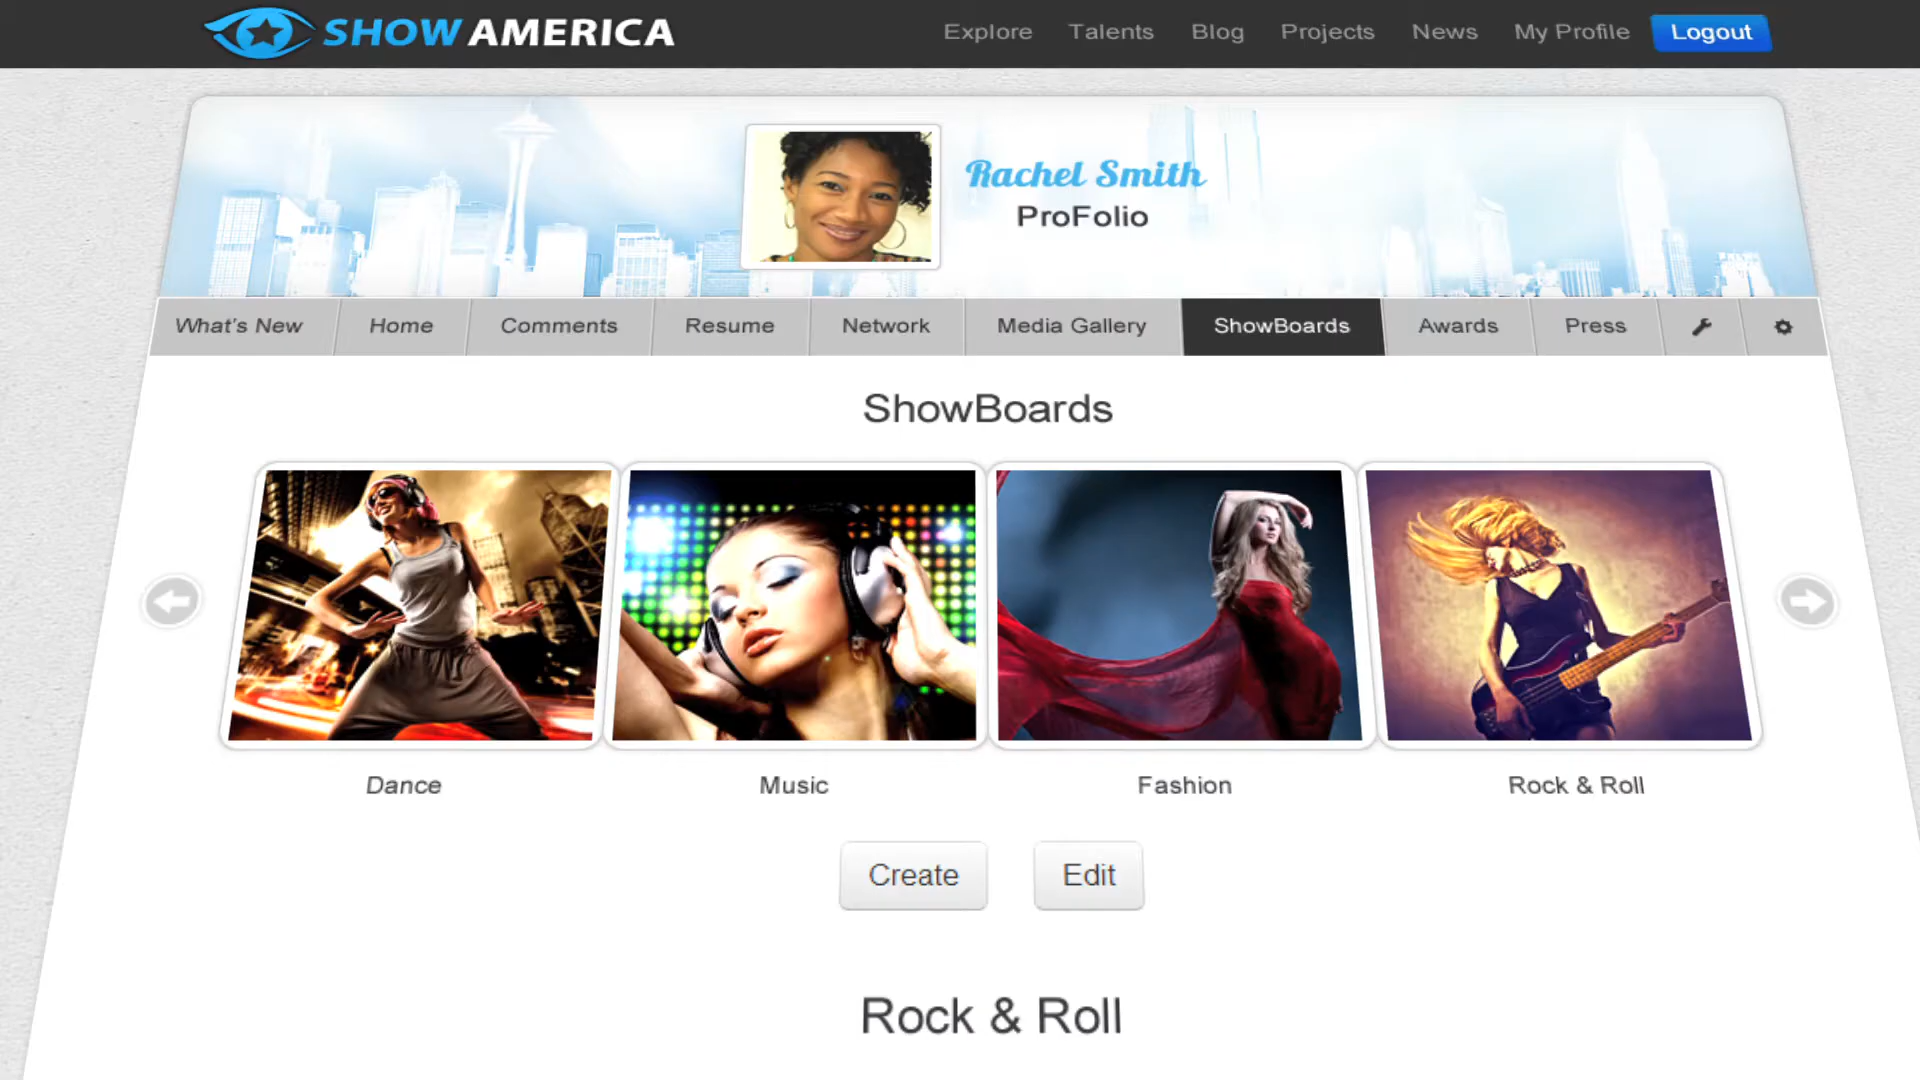 SHOW AMERICA
Explore Talents Blog Projects News My Profile Logout
Rachel Smith
ProFolio
What's New Home Comments Resume Network Media Gallery ShowBoards Awards Press
ShowBoards
Dance Music Fashion Rock & Roll
Create Edit
Rock & Roll